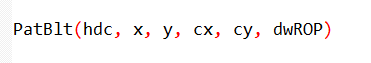 PatBlt(hdc, x, y, cx, cy, dwROP)